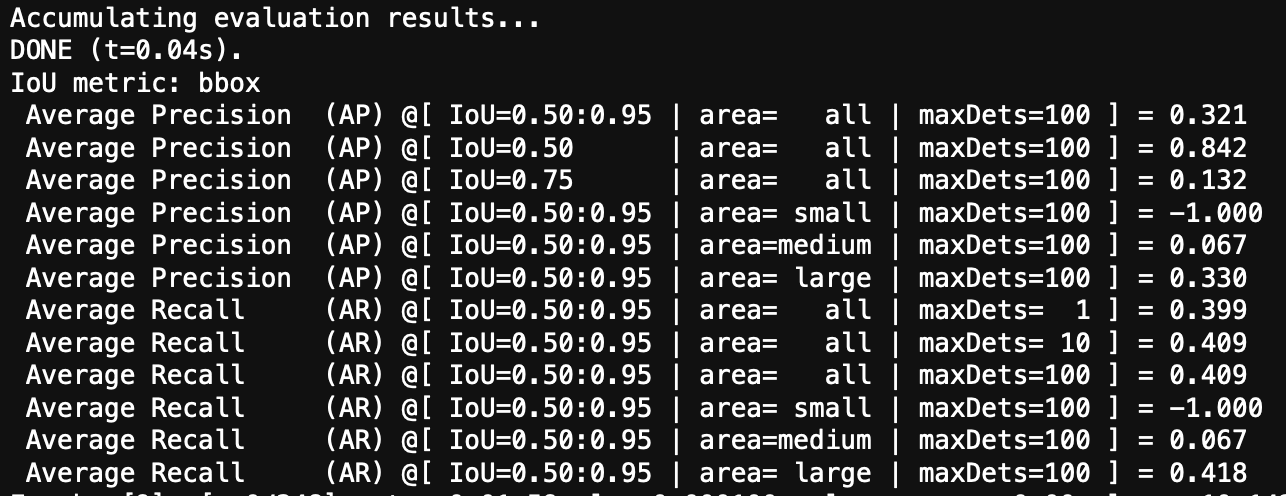 Accumulating evaluation results...
DONE (t=0.04s).
IoU metric: bbox
 Average Precision  (AP) @[ IoU=0.50:0.95 | area=   all | maxDets=100 ] = 0.321
 Average Precision  (AP) @[ IoU=0.50      | area=   all | maxDets=100 ] = 0.842
 Average Precision  (AP) @[ IoU=0.75      | area=   all | maxDets=100 ] = 0.132
 Average Precision  (AP) @[ IoU=0.50:0.95 | area= small | maxDets=100 ] = -1.000
 Average Precision  (AP) @[ IoU=0.50:0.95 | area=medium | maxDets=100 ] = 0.067
 Average Precision  (AP) @[ IoU=0.50:0.95 | area= large | maxDets=100 ] = 0.330
 Average Recall     (AR) @[ IoU=0.50:0.95 | area=   all | maxDets=  1 ] = 0.399
 Average Recall     (AR) @[ IoU=0.50:0.95 | area=   all | maxDets= 10 ] = 0.409
 Average Recall     (AR) @[ IoU=0.50:0.95 | area=   all | maxDets=100 ] = 0.409
 Average Recall     (AR) @[ IoU=0.50:0.95 | area= small | maxDets=100 ] = -1.000
 Average Recall     (AR) @[ IoU=0.50:0.95 | area=medium | maxDets=100 ] = 0.067
 Average Recall     (AR) @[ IoU=0.50:0.95 | area= large | maxDets=100 ] = 0.418